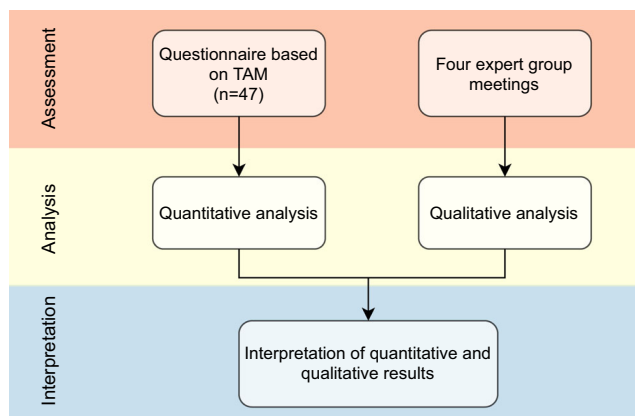 Assessment
Questionnaire based
on TAM
(n=47)
Four expert group
meetings
Analysis
Quantitative analysis
Qualitative analysis
Interpretation
Interpretation of quantitative and
qualitative results